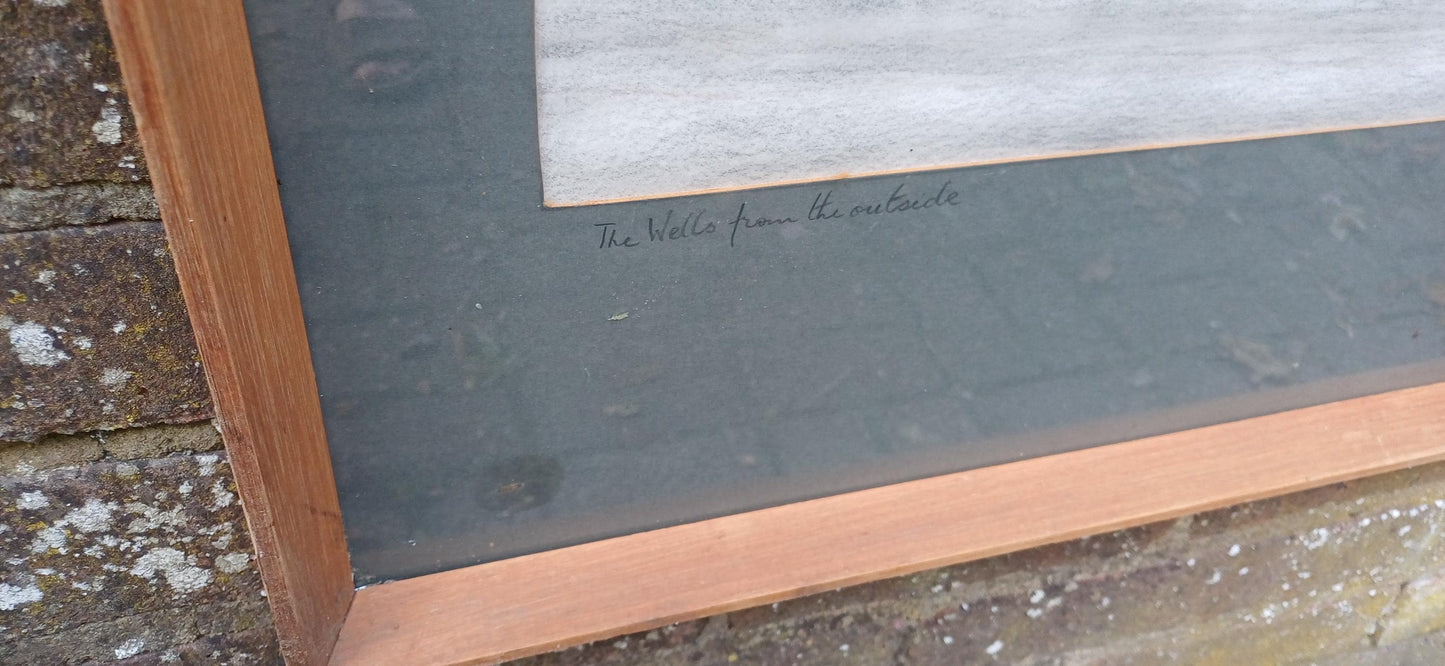 The Wells from the outside